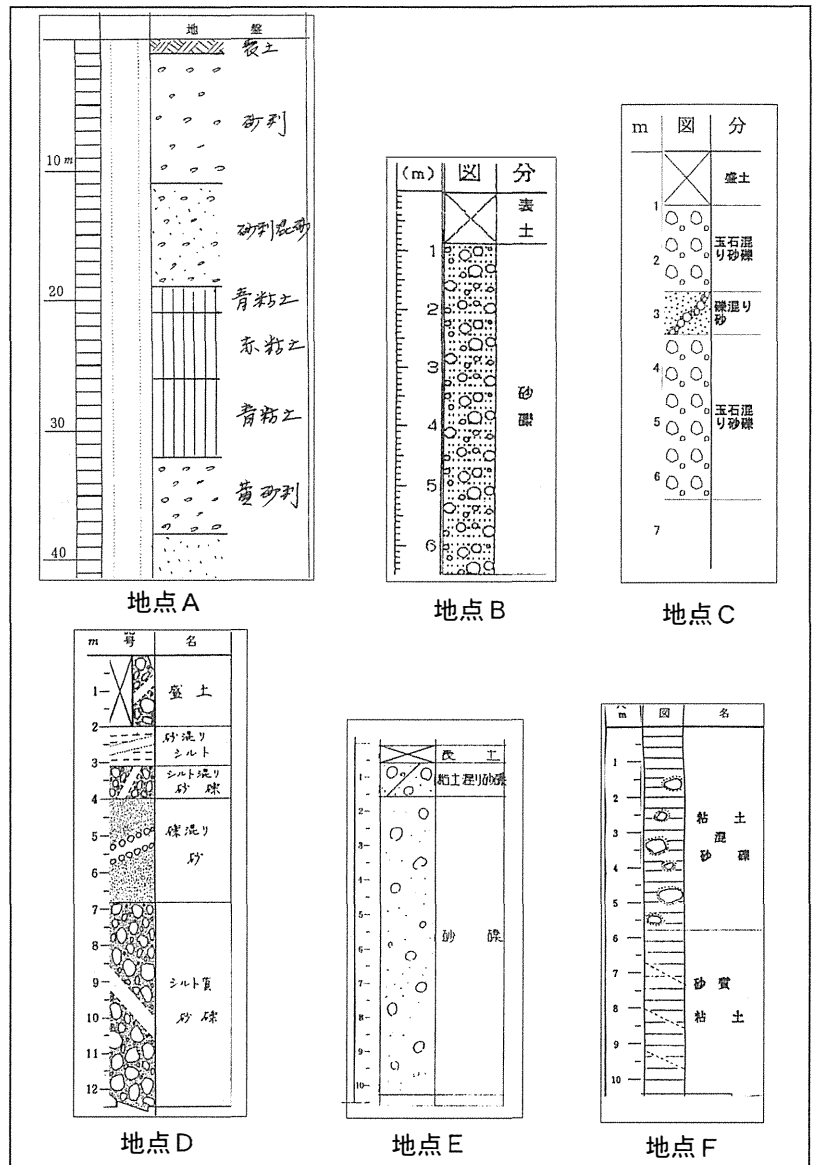 地 盤
表土
砂利
10 m
砂利混砂
20
青粘土
赤粘土
30
青粘土
黄砂利
40
地点A
(m) 図 分
表
土
1
2
3
砂
4
礫
5
6
地点B
m 図 分
盛土
1
玉石混
り砂礫
2
3
礫混り
砂
4
玉石混
り砂礫
5
6
7
地点C
m 号 名
1
盛土
2
砂混り
シルト
3
シルト混り
砂礫
4
5
礫混り
砂
6
7
8
9
シルト質
10
砂礫
11
12
地点D
表 土
1
粘土混り砂礫
2
3
4
5
砂 礫
6
7
8
9
10
地点E
m 図 名
1
2
粘 土
3
混
4
砂 礫
5
6
7
砂 質
8
粘 土
9
10
地点F